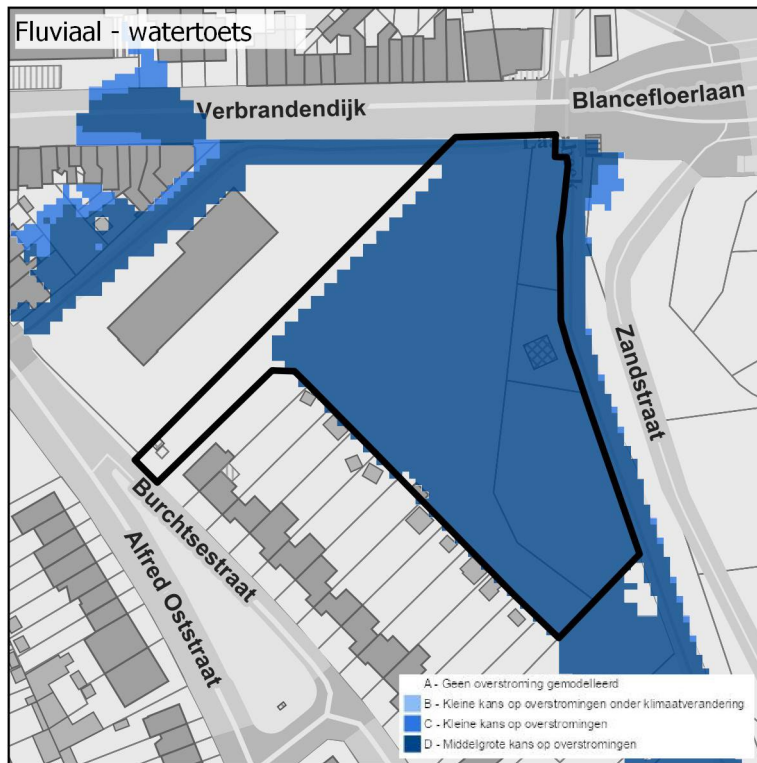 Fluviaal - watertoets
Blancefloerlaan
Verbrandendijk
Zandstraat
Burchtsestraat
Alfred Oststraat
A - Geen overstroming gemodelleerd
B - Kleine kans op overstromingen onder klimaatverandering
C - Kleine kans op overstromingen
D - Middelgrote kans op overstromingen